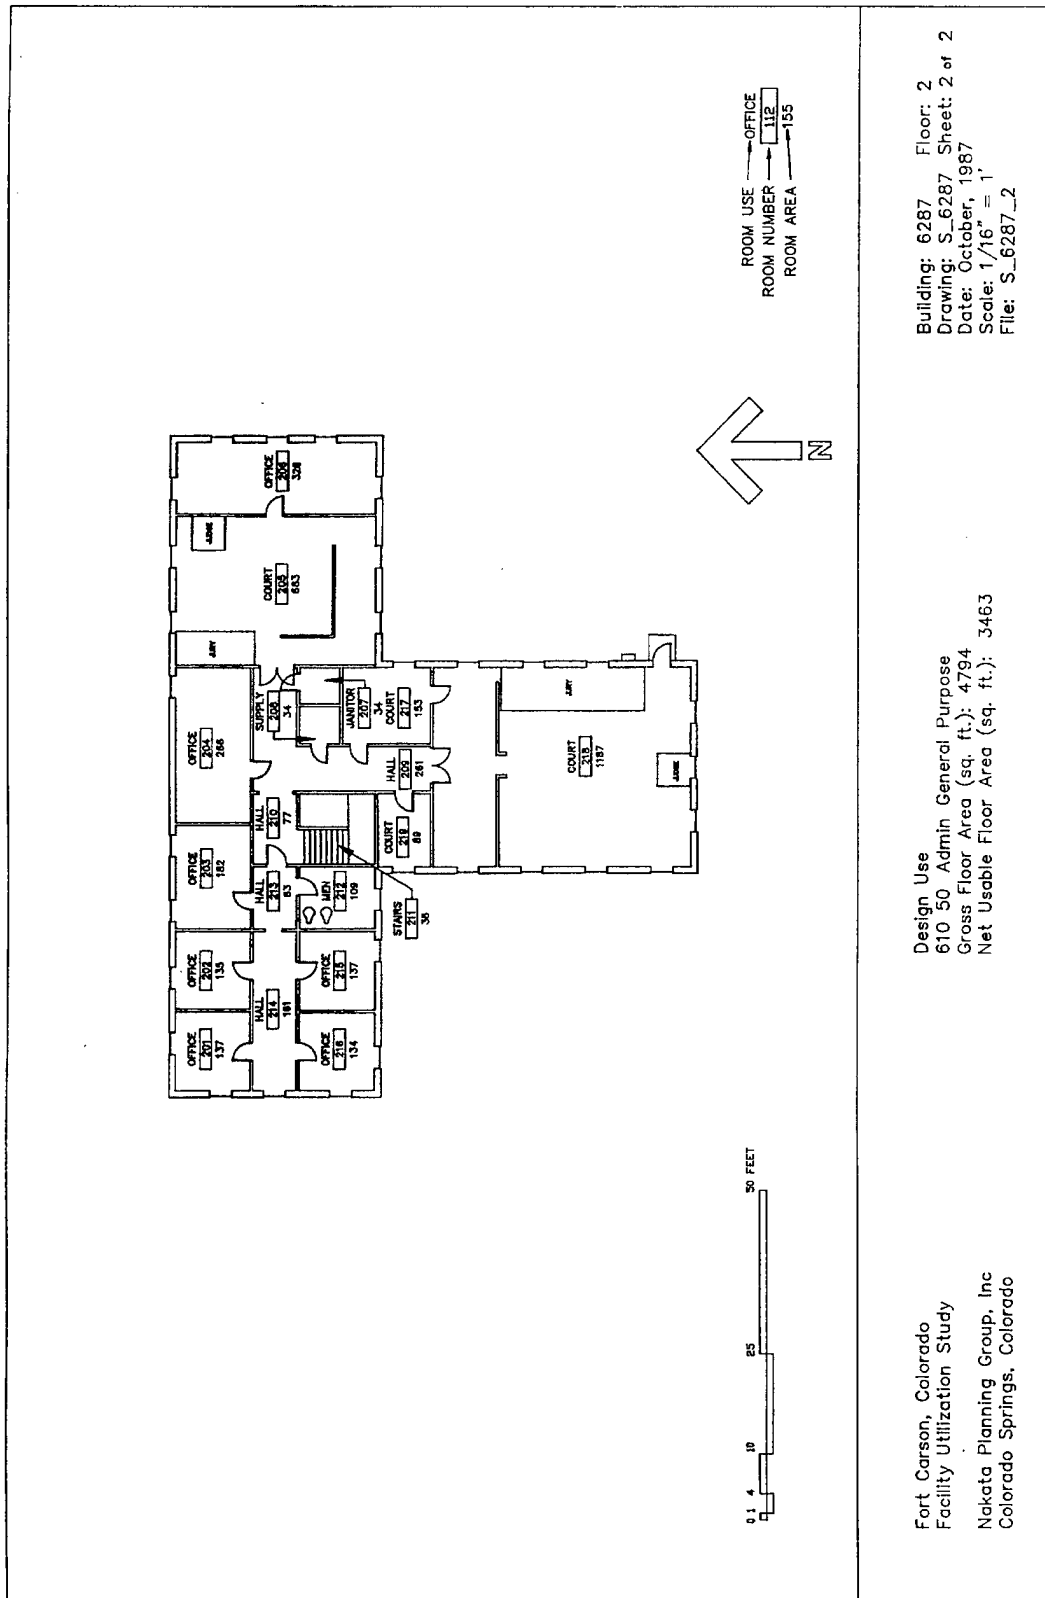 OFFICE
201
137
OFFICE
202
135
OFFICE
203
182
OFFICE
204
266
SUPPLY
208
34
COURT
205
683
JURY
JUDGE
OFFICE
206
328
HALL
214
161
HALL
213
63
HALL
210
77
OFFICE
216
134
OFFICE
215
137
MEN
212
109
STAIRS
211
38
JANITOR
207
34
COURT
217
153
HALL
209
261
COURT
219
89
COURT
218
1187
JURY
JUDGE
N
ROOM USE OFFICE
ROOM NUMBER 112
ROOM AREA 155
0 1 4 10 25 50 FEET
Fort Carson, Colorado
Facility Utilization Study
Nakata Planning Group, Inc
Colorado Springs, Colorado
Design Use
610 50 Admin General Purpose
Gross Floor Area (sq. ft.): 4794
Net Usable Floor Area (sq. ft.): 3463
Building: 6287 Floor: 2
Drawing: S_6287 Sheet: 2 of 2
Date: October, 1987
Scale: 1/16" = 1'
File: S_6287_2